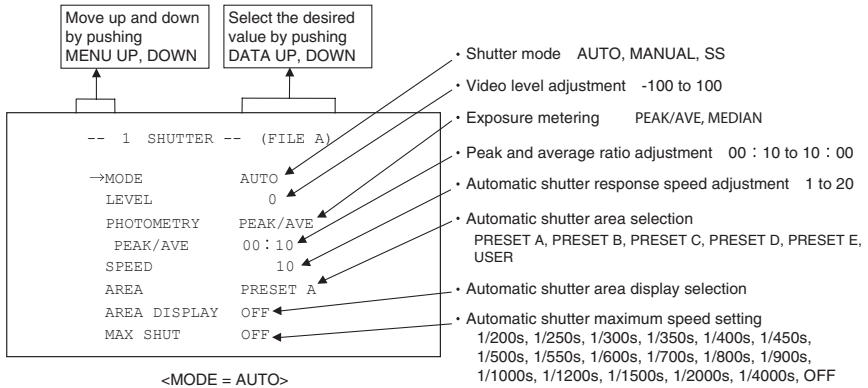 Move up and down
by pushing
MENU UP, DOWN
Select the desired
value by pushing
DATA UP, DOWN
-- 1 SHUTTER -- (FILE A)
→MODE AUTO
LEVEL 0
PHOTOMETRY PEAK/AVE
PEAK/AVE 00:10
SPEED 10
AREA PRESET A
AREA DISPLAY OFF
MAX SHUT OFF
<MODE = AUTO>
・Shutter mode AUTO, MANUAL, SS
・Video level adjustment -100 to 100
・Exposure metering PEAK/AVE, MEDIAN
・Peak and average ratio adjustment 00:10 to 10:00
・Automatic shutter response speed adjustment 1 to 20
・Automatic shutter area selection
PRESET A, PRESET B, PRESET C, PRESET D, PRESET E,
USER
・Automatic shutter area display selection
・Automatic shutter maximum speed setting
1/200s, 1/250s, 1/300s, 1/350s, 1/400s, 1/450s,
1/500s, 1/550s, 1/600s, 1/700s, 1/800s, 1/900s,
1/1000s, 1/1200s, 1/1500s, 1/2000s, 1/4000s, OFF